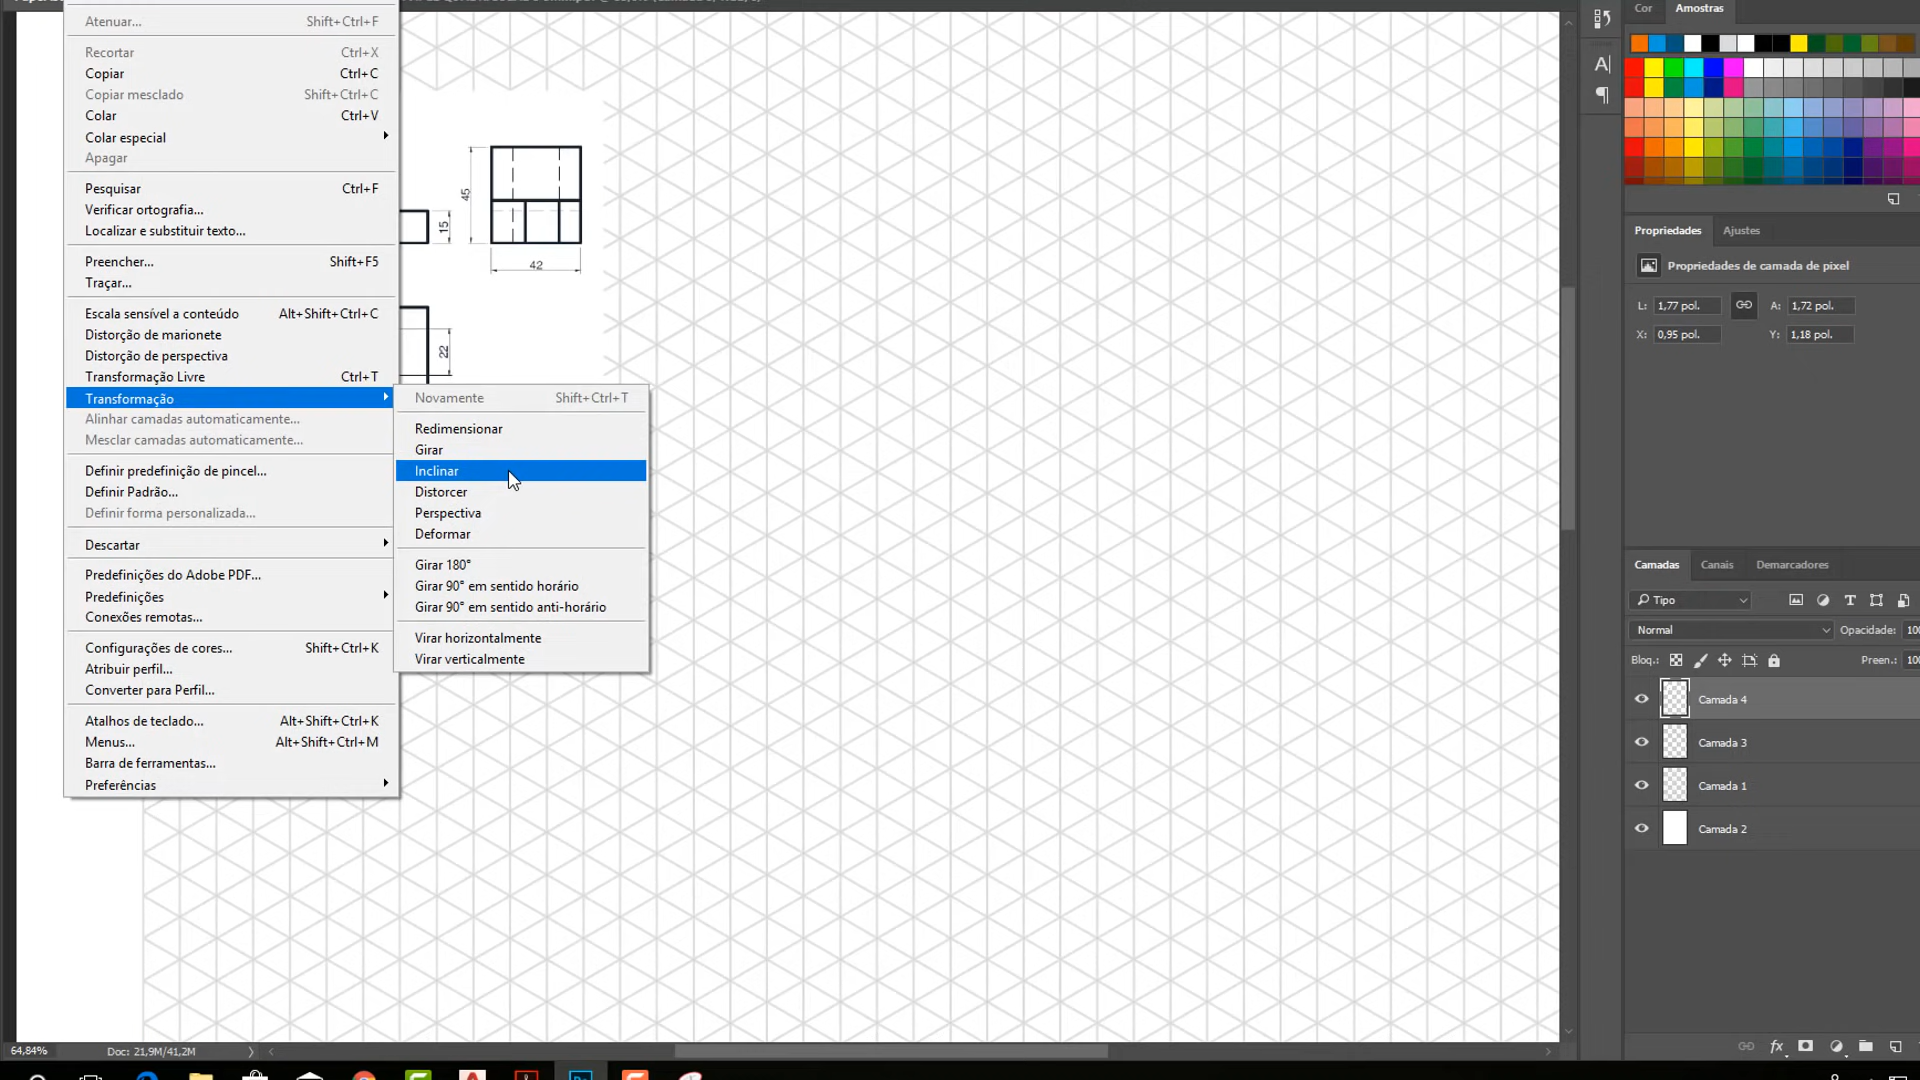 Atenuar... Shift+Ctrl+F
Recortar Ctrl+X
Copiar Ctrl+C
Copiar mesclado Shift+Ctrl+C
Colar Ctrl+V
Colar especial
Apagar
Pesquisar Ctrl+F
Verificar ortografia...
Localizar e substituir texto...
Preencher... Shift+F5
Traçar...
Escala sensível a conteúdo Alt+Shift+Ctrl+C
Distorção de marionete
Distorção de perspectiva
Transformação Livre Ctrl+T
Transformação
Alinhar camadas automaticamente...
Mesclar camadas automaticamente...
Definir predefinição de pincel...
Definir Padrão...
Definir forma personalizada...
Descartar
Predefinições do Adobe PDF...
Predefinições
Conexões remotas...
Configurações de cores... Shift+Ctrl+K
Atribuir perfil...
Converter para Perfil...
Atalhos de teclado... Alt+Shift+Ctrl+K
Menus... Alt+Shift+Ctrl+M
Barra de ferramentas...
Preferências
Novamente Shift+Ctrl+T
Redimensionar
Girar
Inclinar
Distorcer
Perspectiva
Deformar
Girar 180°
Girar 90° em sentido horário
Girar 90° em sentido anti-horário
Virar horizontalmente
Virar verticalmente
15
45
42
22
Cor Amostras
Propriedades Ajustes
Propriedades de camada de pixel
L: 1,77 pol. A: 1,72 pol.
X: 0,95 pol. Y: 1,18 pol.
Camadas Canais Demarcadores
Tipo
Normal Opacidade: 100
Bloq.: Preen.: 100
Camada 4
Camada 3
Camada 1
Camada 2
64,84% Doc: 21,9M/41,2M